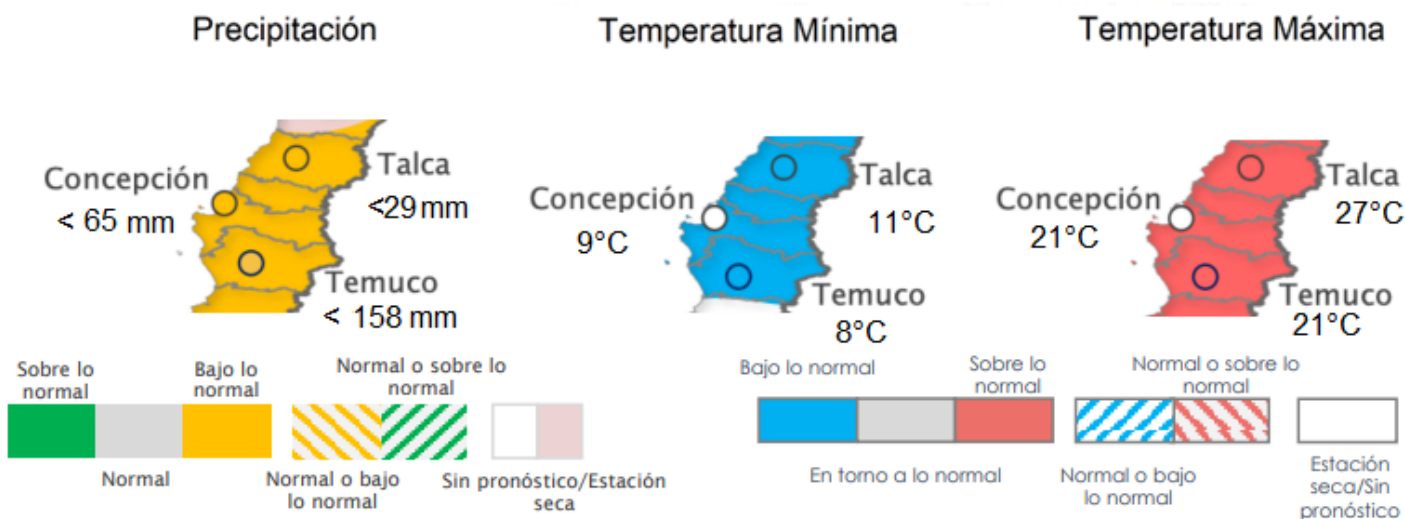 Precipitación
Temperatura Mínima
Temperatura Máxima
Concepción
< 65 mm
Talca
<29 mm
Temuco
< 158 mm
Concepción
9°C
Talca
11°C
Temuco
8°C
Concepción
21°C
Talca
27°C
Temuco
21°C
Sobre lo
normal
Bajo lo
normal
Normal o sobre lo
normal
Normal
Normal o bajo
lo normal
Sin pronóstico/Estación
seca
Bajo lo normal
Sobre lo
normal
Normal o sobre lo
normal
En torno a lo normal
Normal o bajo
lo normal
Estación
seca/Sin
pronóstico